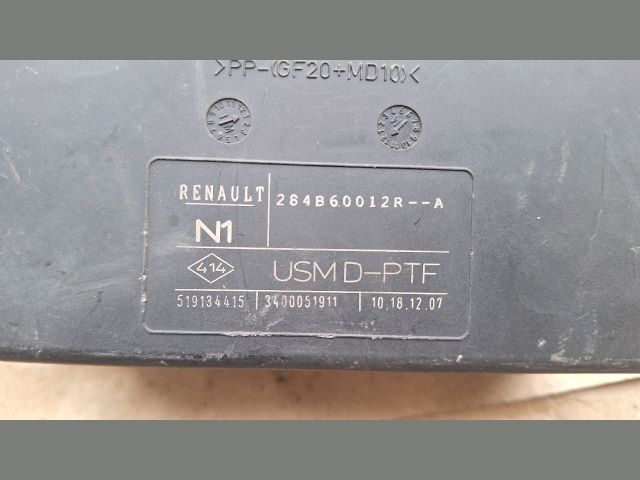 >PP-(GF20+MD10)<
RENAULT 284B60012R--A
N1
414 USM D-PTF
519134415 3400051911 10.18.12.07